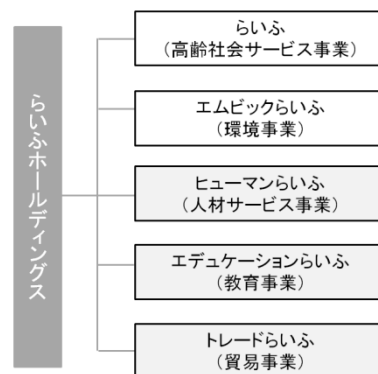 らいふホールディングス
らいふ
（高齢社会サービス事業）
エムビックらいふ
（環境事業）
ヒューマンらいふ
（人材サービス事業）
エデュケーションらいふ
（教育事業）
トレードらいふ
（貿易事業）